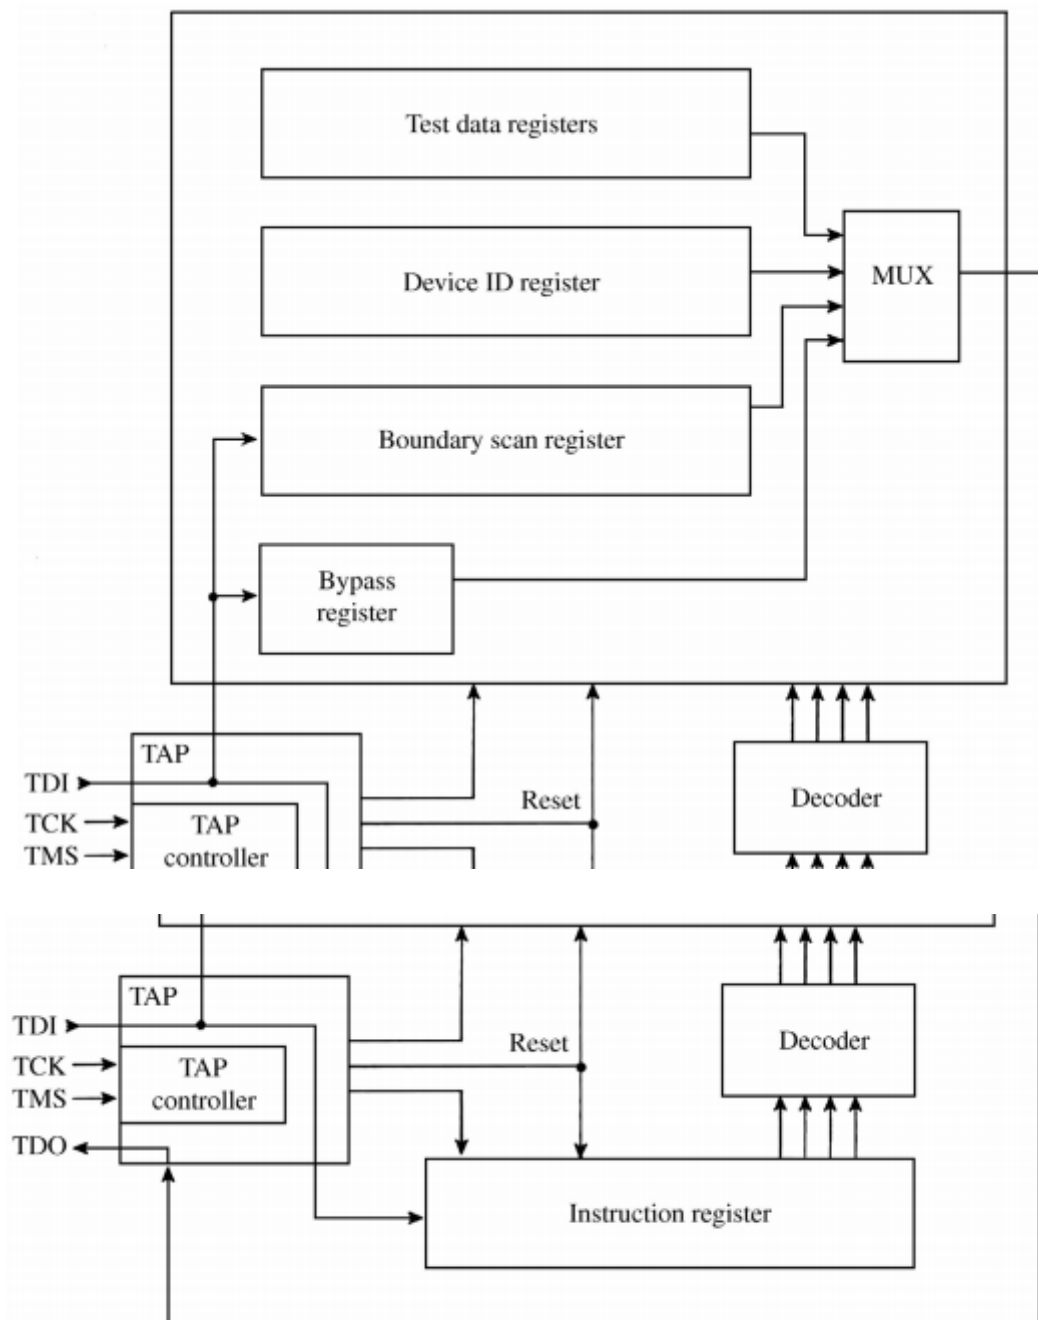 Test data registers
Device ID register
MUX
Boundary scan register
Bypass
register
TAP
TDI
TCK
TMS
TAP
controller
Reset
Decoder
TAP
TDI
TCK
TMS
TDO
TAP
controller
Reset
Decoder
Instruction register